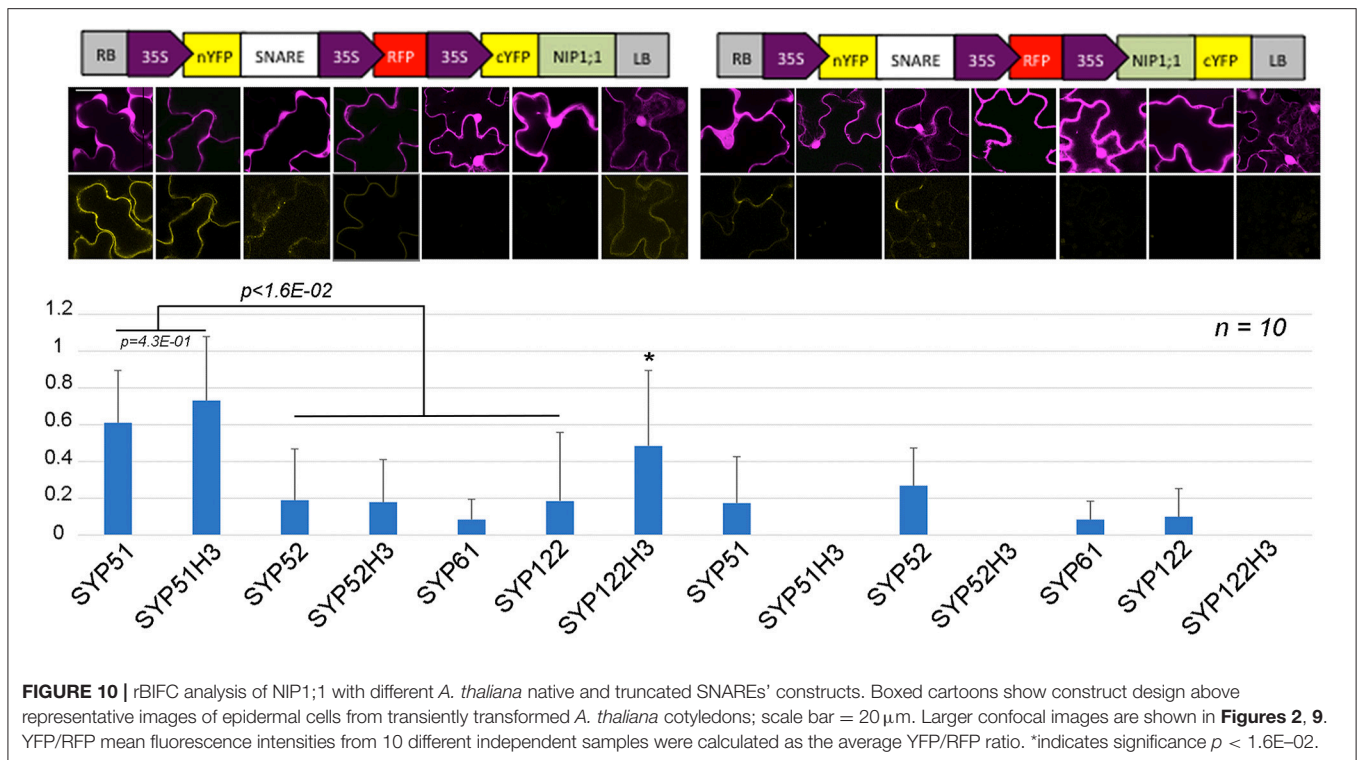 RB 35S nYFP SNARE 35S RFP 35S cYFP NIP1;1 LB
RB 35S nYFP SNARE 35S RFP 35S NIP1;1 cYFP LB
p<1.6E-02
p=4.3E-01
n = 10
*
1.2
1
0.8
0.6
0.4
0.2
0
SYP51
SYP51H3
SYP52
SYP52H3
SYP61
SYP122
SYP122H3
SYP51
SYP51H3
SYP52
SYP52H3
SYP61
SYP122
SYP122H3
FIGURE 10 | rBIFC analysis of NIP1;1 with different A. thaliana native and truncated SNAREs' constructs. Boxed cartoons show construct design above
representative images of epidermal cells from transiently transformed A. thaliana cotyledons; scale bar = 20 μm. Larger confocal images are shown in Figures 2, 9.
YFP/RFP mean fluorescence intensities from 10 different independent samples were calculated as the average YFP/RFP ratio. *indicates significance p < 1.6E–02.